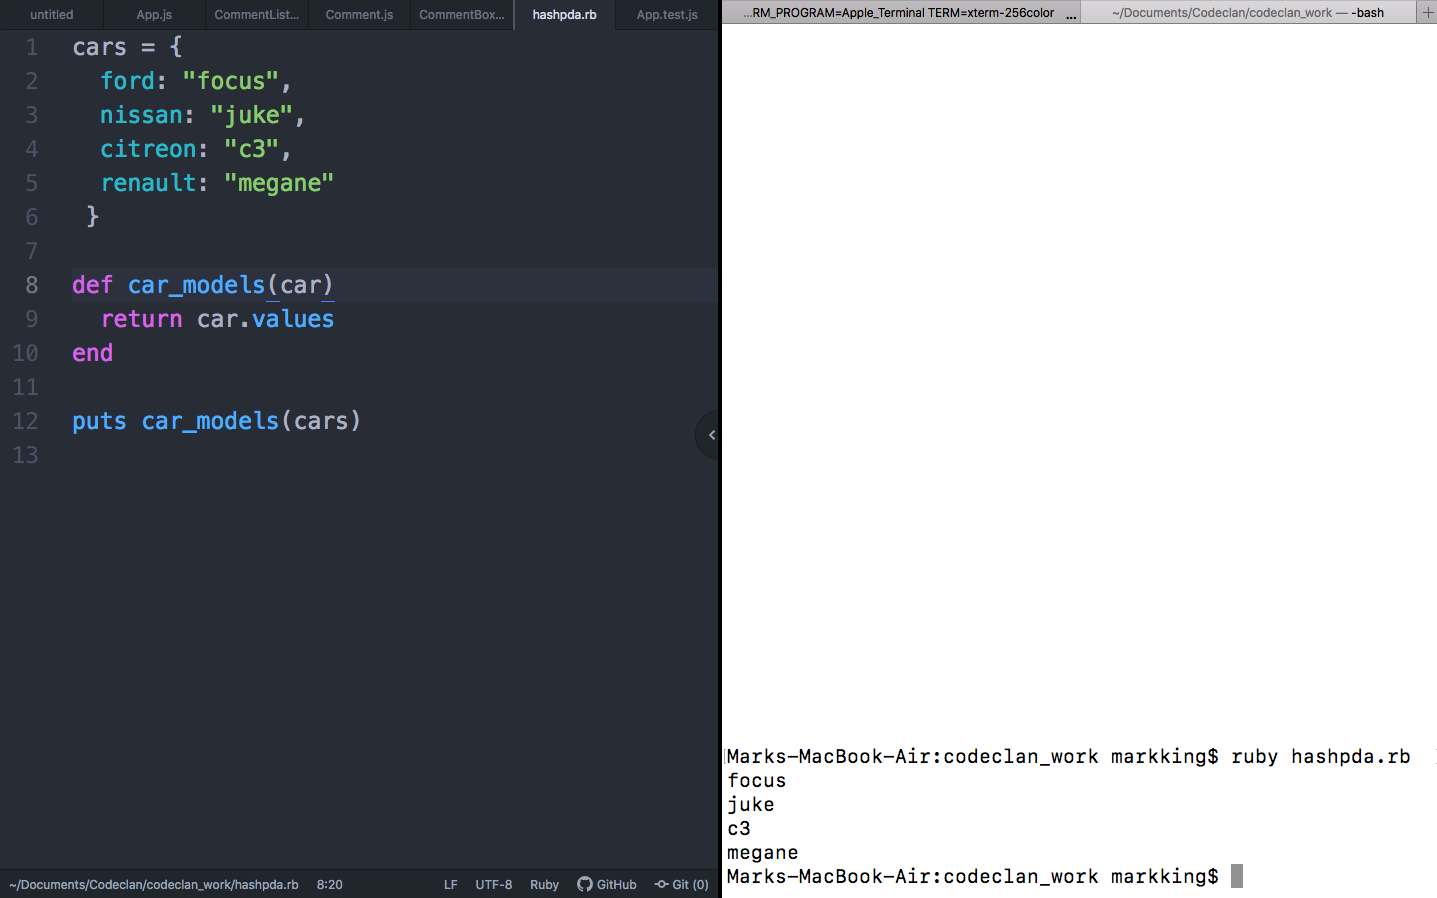 untitled App.js CommentList... Comment.js CommentBox... hashpda.rb App.test.js
1 cars = {
2 ford: "focus",
3 nissan: "juke",
4 citreon: "c3",
5 renault: "megane"
6 }
7
8 def car_models(car)
9 return car.values
10 end
11
12 puts car_models(cars)
13
~/Documents/Codeclan/codeclan_work/hashpda.rb 8:20 LF UTF-8 Ruby GitHub Git (0)
...RM_PROGRAM=Apple_Terminal TERM=xterm-256color ... ~/Documents/Codeclan/codeclan_work — -bash +
[Marks-MacBook-Air:codeclan_work markking$ ruby hashpda.rb ]
focus
juke
c3
megane
Marks-MacBook-Air:codeclan_work markking$